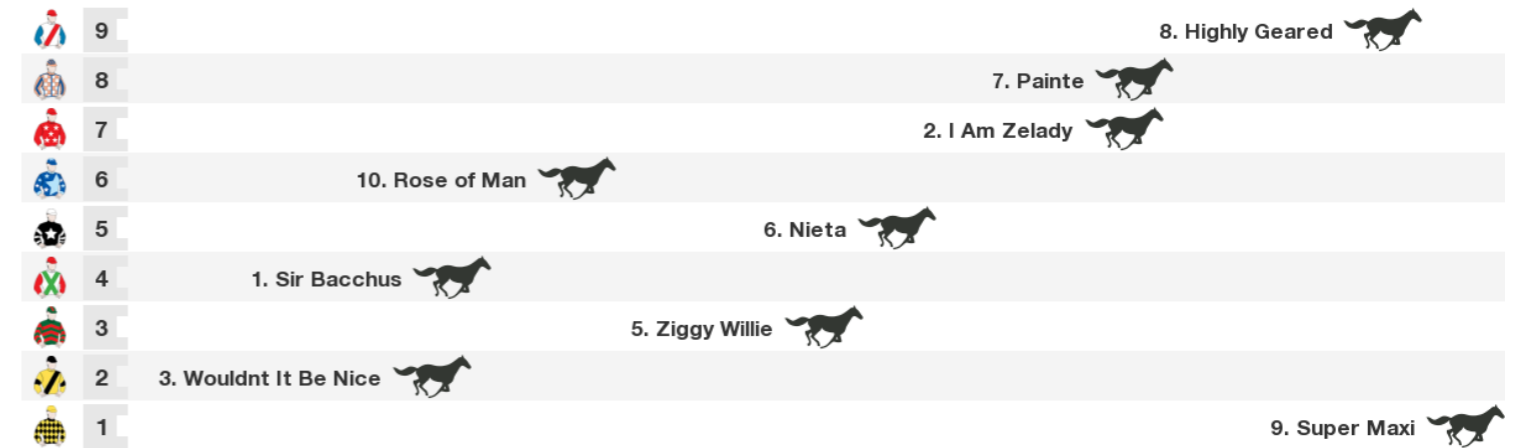 9 8. Highly Geared
8 7. Painte
7 2. I Am Zelady
6 10. Rose of Man
5 6. Nieta
4 1. Sir Bacchus
3 5. Ziggy Willie
2 3. Wouldnt It Be Nice
1 9. Super Maxi